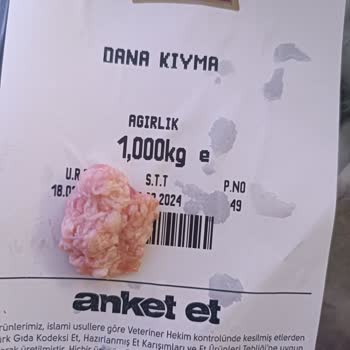 DANA KIYMA
AGIRLIK
1,000kg e
S.T.T P.NO
2024 49
anket et
ürünlerimiz, islami usullere göre Veteriner Hekim kontrolünde kesilmiş etlerden
Gıda Kodeksi Et, Hazırlanmış Et Karışımları ve Et Ürünleri Tebliği'ne uygun